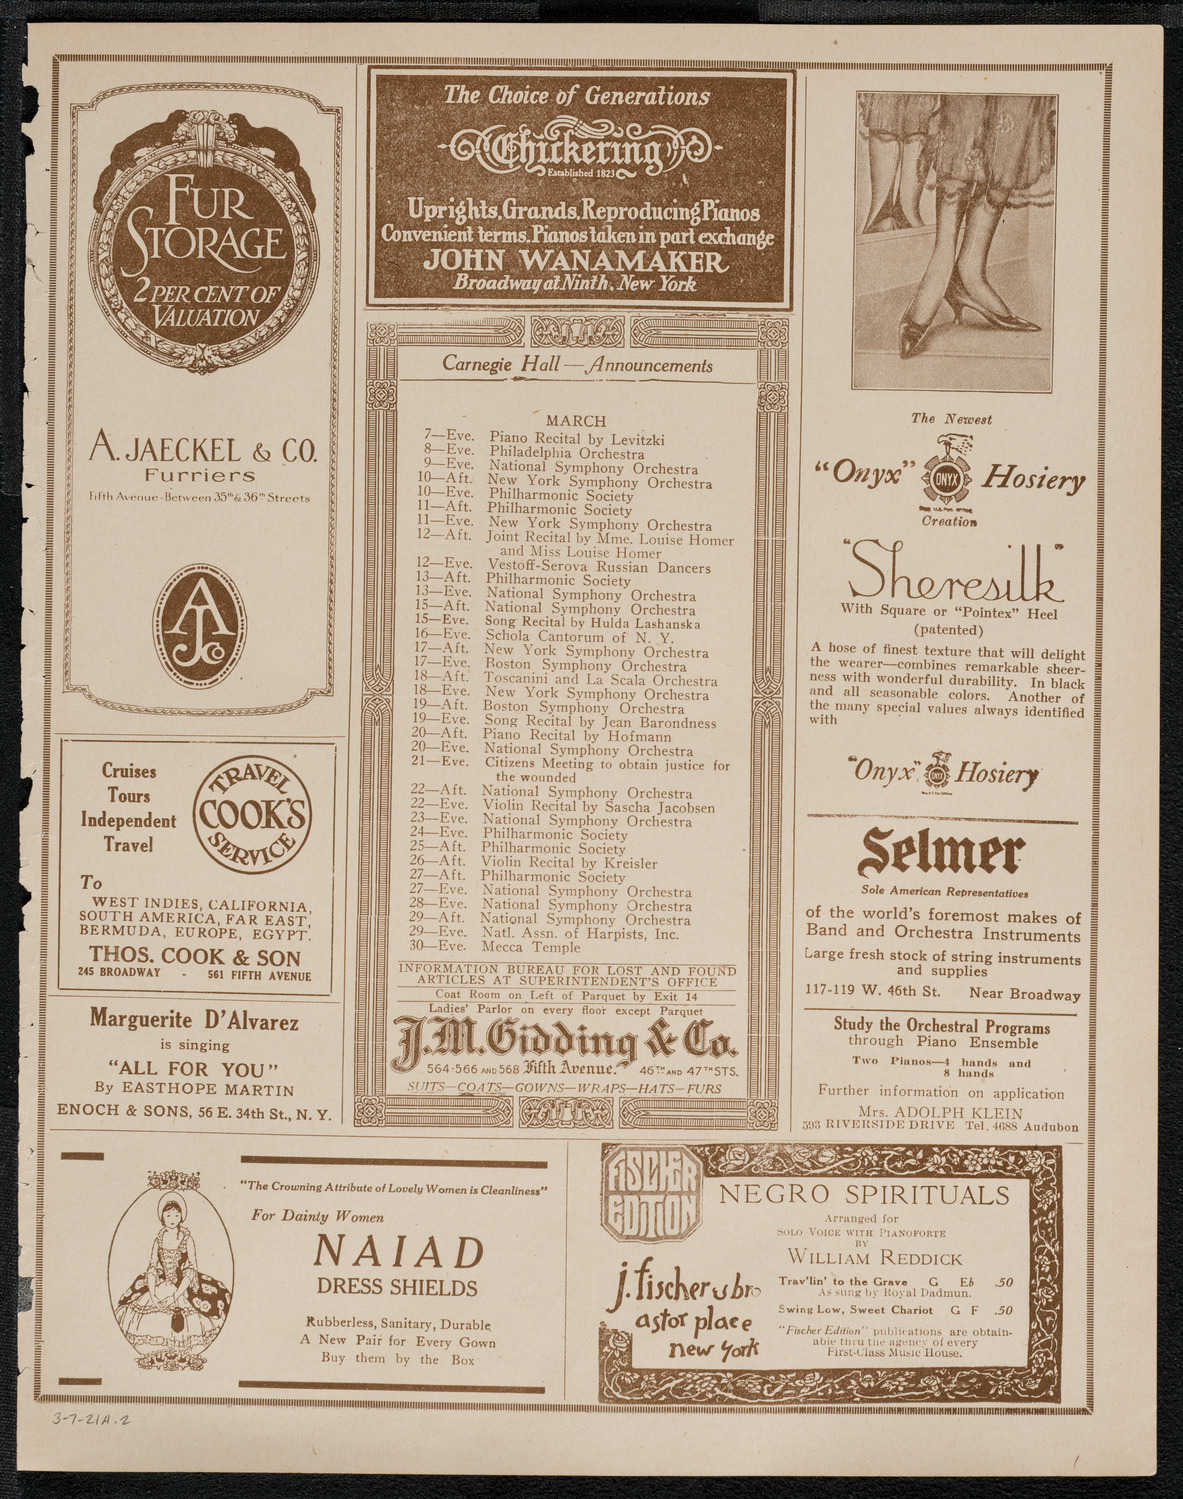 FUR
STORAGE
2 PER CENT OF
VALUATION
A. JAECKEL & CO.
Furriers
Fifth Avenue-Between 35th & 36th Streets
A J Co
Cruises
Tours
Independent
Travel
TRAVEL
COOK'S
SERVICE
To
WEST INDIES, CALIFORNIA,
SOUTH AMERICA, FAR EAST,
BERMUDA, EUROPE, EGYPT.
THOS. COOK & SON
245 BROADWAY - 561 FIFTH AVENUE
Marguerite D'Alvarez
is singing
"ALL FOR YOU"
By EASTHOPE MARTIN
ENOCH & SONS, 56 E. 34th St., N. Y.
The Choice of Generations
Chickering
Established 1823
Uprights, Grands, Reproducing Pianos
Convenient terms. Pianos taken in part exchange
JOHN WANAMAKER
Broadway at Ninth, New York
Carnegie Hall — Announcements
MARCH
7—Eve. Piano Recital by Levitzki
8—Eve. Philadelphia Orchestra
9—Eve. National Symphony Orchestra
10—Aft. New York Symphony Orchestra
10—Eve. Philharmonic Society
11—Aft. Philharmonic Society
11—Eve. New York Symphony Orchestra
12—Aft. Joint Recital by Mme. Louise Homer
and Miss Louise Homer
12—Eve. Vestoff-Serova Russian Dancers
13—Aft. Philharmonic Society
13—Eve. National Symphony Orchestra
15—Aft. National Symphony Orchestra
15—Eve. Song Recital by Hulda Lashanska
16—Eve. Schola Cantorum of N. Y.
17—Aft. New York Symphony Orchestra
17—Eve. Boston Symphony Orchestra
18—Aft. Toscanini and La Scala Orchestra
18—Eve. New York Symphony Orchestra
19—Aft. Boston Symphony Orchestra
19—Eve. Song Recital by Jean Barondness
20—Aft. Piano Recital by Hofmann
20—Eve. National Symphony Orchestra
21—Eve. Citizens Meeting to obtain justice for
the wounded
22—Aft. National Symphony Orchestra
22—Eve. Violin Recital by Sascha Jacobsen
23—Eve. National Symphony Orchestra
24—Eve. Philharmonic Society
25—Aft. Philharmonic Society
26—Aft. Violin Recital by Kreisler
27—Aft. Philharmonic Society
27—Eve. National Symphony Orchestra
28—Eve. National Symphony Orchestra
29—Aft. National Symphony Orchestra
29—Eve. Natl. Assn. of Harpists, Inc.
30—Eve. Mecca Temple
INFORMATION BUREAU FOR LOST AND FOUND
ARTICLES AT SUPERINTENDENT'S OFFICE
Coat Room on Left of Parquet by Exit 14
Ladies' Parlor on every floor except Parquet
J.M. Gidding & Co.
564-566 AND 568 Fifth Avenue. 46TH AND 47TH STS.
SUITS—COATS—GOWNS—WRAPS—HATS—FURS
The Newest
"Onyx" ONYX Hosiery
Creation
"Sheresilk"
With Square or "Pointex" Heel
(patented)
A hose of finest texture that will delight
the wearer—combines remarkable sheer-
ness with wonderful durability. In black
and all seasonable colors. Another of
the many special values always identified
with
"Onyx" ONYX Hosiery
Selmer
Sole American Representatives
of the world's foremost makes of
Band and Orchestra Instruments
Large fresh stock of string instruments
and supplies
117-119 W. 46th St. Near Broadway
Study the Orchestral Programs
through Piano Ensemble
Two Pianos—4 hands and
8 hands
Further information on application
Mrs. ADOLPH KLEIN
593 RIVERSIDE DRIVE Tel. 4688 Audubon
"The Crowning Attribute of Lovely Women is Cleanliness"
For Dainty Women
NAIAD
DRESS SHIELDS
Rubberless, Sanitary, Durable
A New Pair for Every Gown
Buy them by the Box
FISCHER
EDITION
j. fischer & bro
astor place
new york
NEGRO SPIRITUALS
Arranged for
SOLO VOICE WITH PIANOFORTE
BY
WILLIAM REDDICK
Trav'lin' to the Grave G Eb .50
As sung by Royal Dadmun.
Swing Low, Sweet Chariot G F .50
"Fischer Edition" publications are obtain-
able thru the agency of every
First-Class Music House.
3-7-21A.2